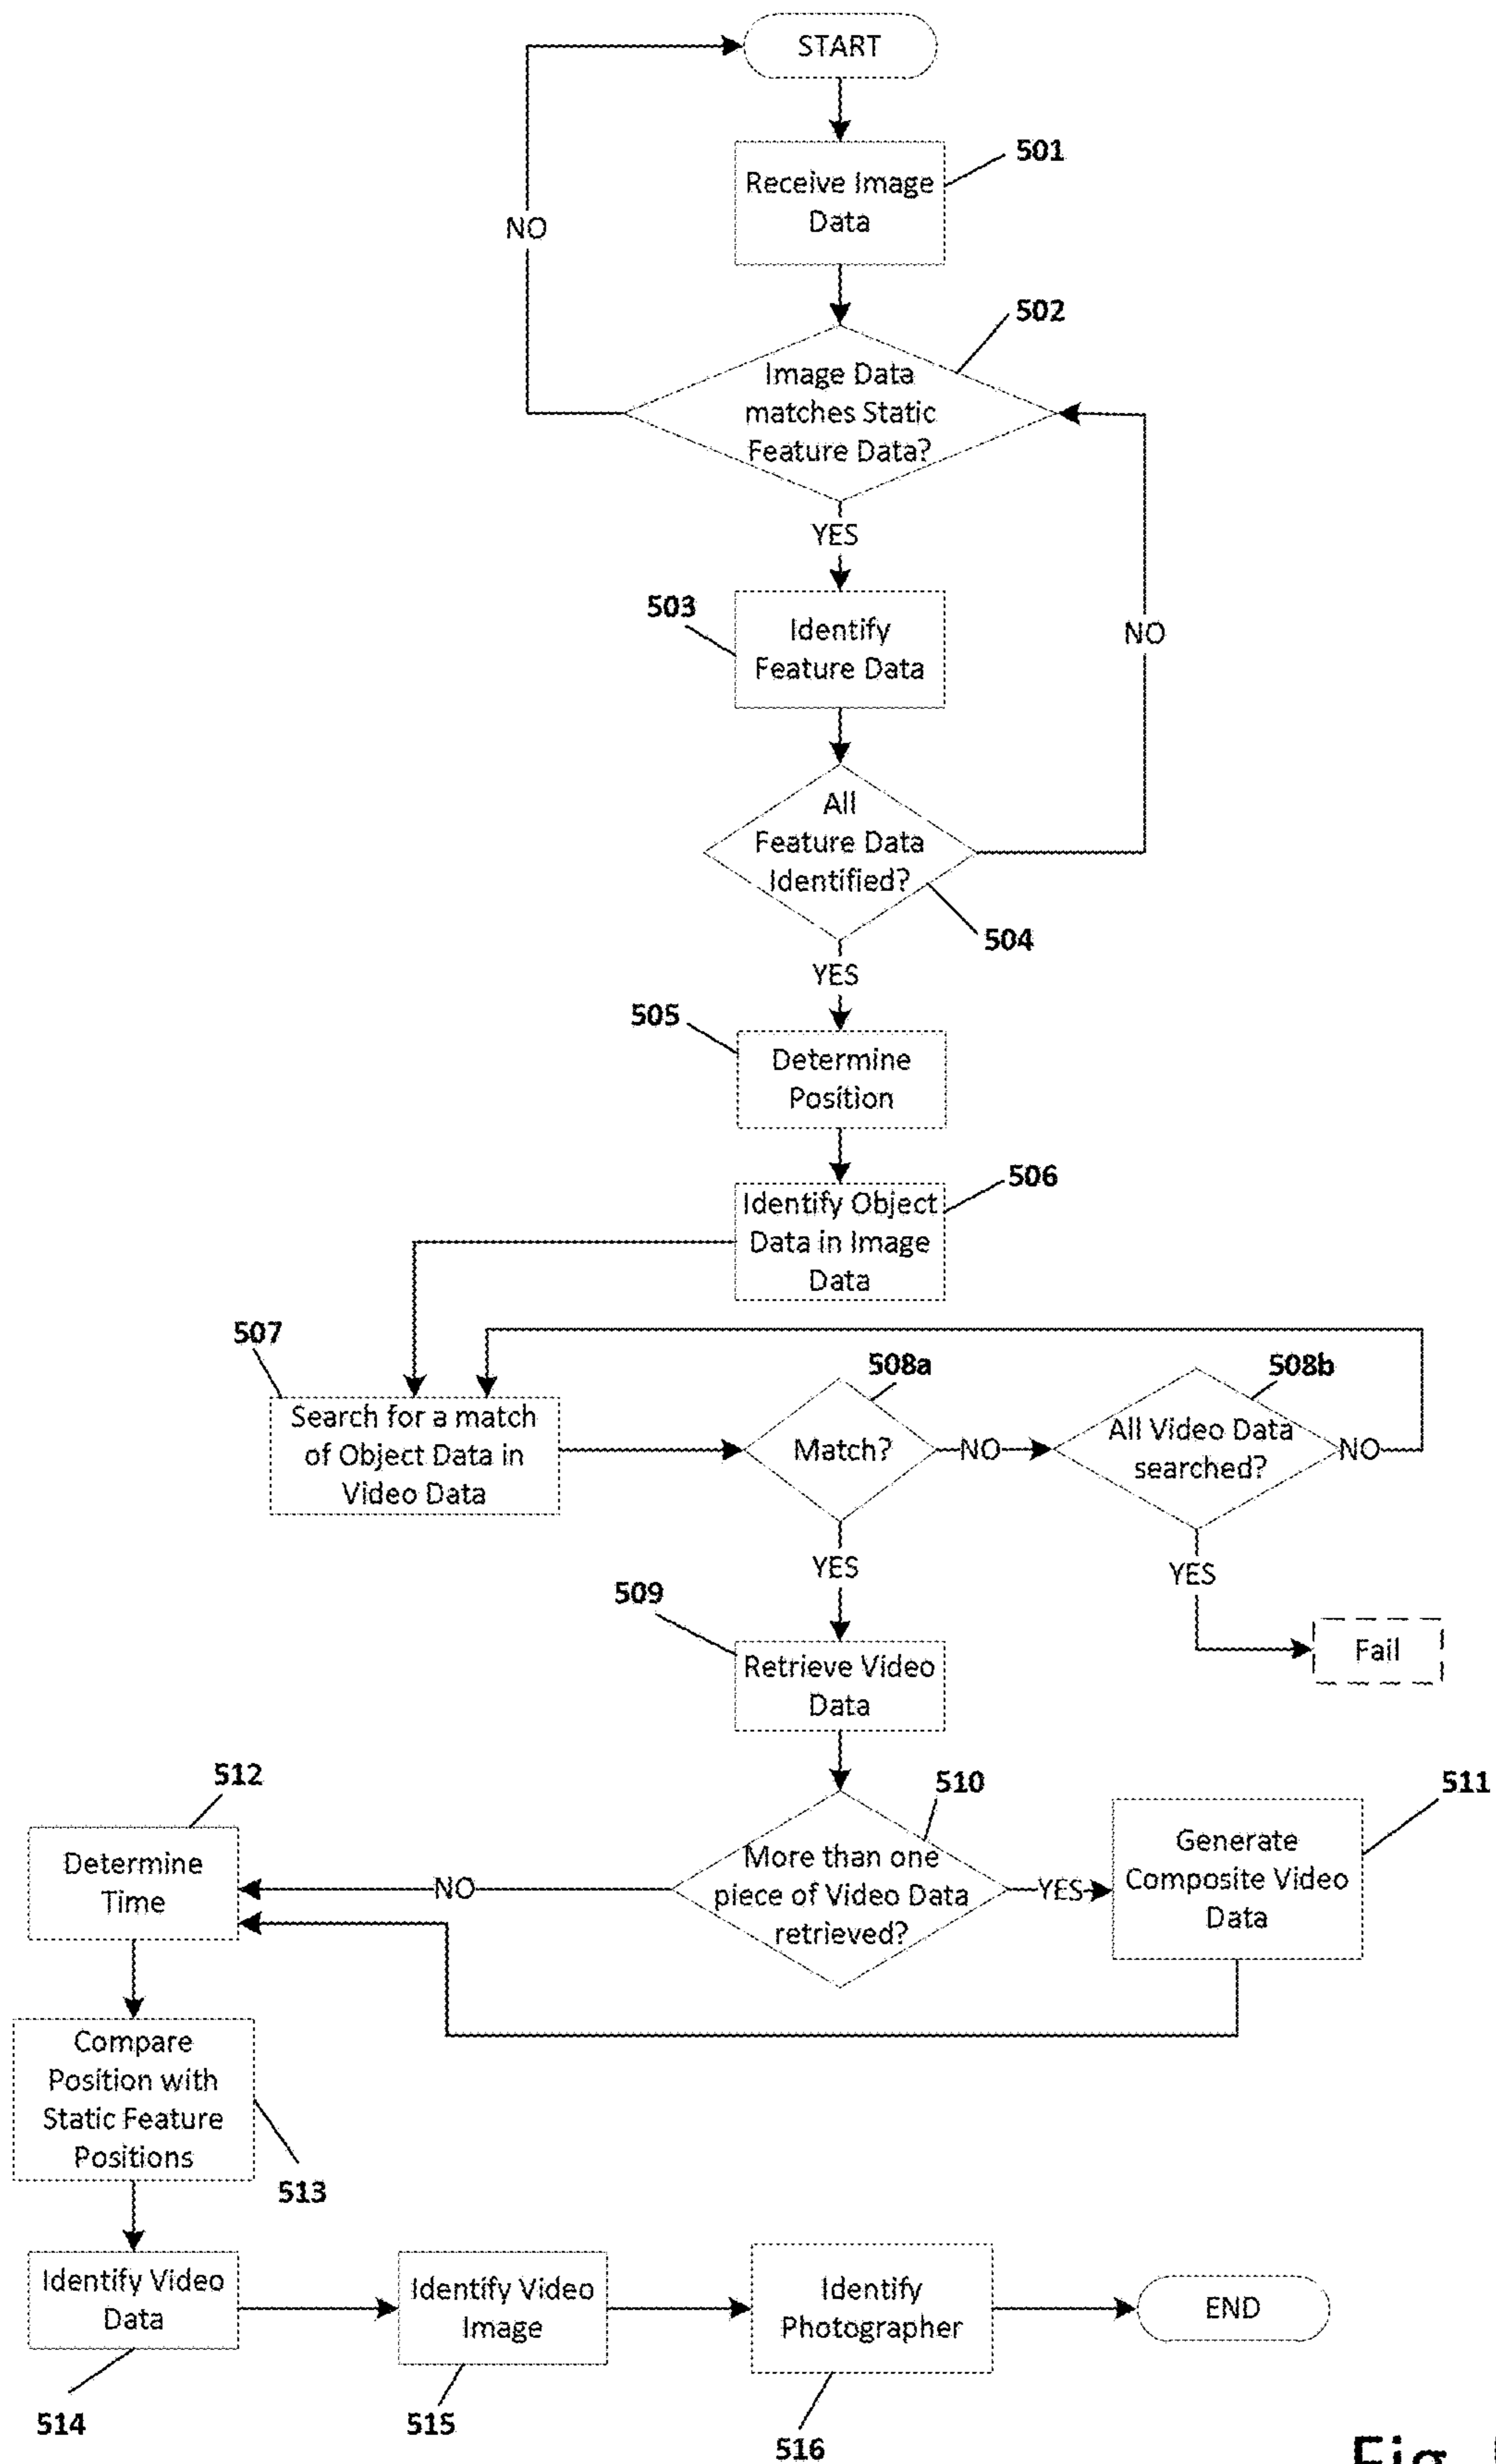 START
501
Receive Image
Data
NO
502
Image Data
matches Static
Feature Data?
YES
503
Identify
Feature Data
NO
All
Feature Data
Identified?
504
YES
505
Determine
Position
506
Identify Object
Data in Image
Data
507
508a
508b
Search for a match
of Object Data in
Video Data
Match?
NO
All Video Data
searched?
NO
YES
YES
509
Fail
Retrieve Video
Data
512
510
511
Determine
Time
NO
More than one
piece of Video Data
retrieved?
YES
Generate
Composite Video
Data
Compare
Position with
Static Feature
Positions
513
Identify Video
Data
Identify Video
Image
Identify
Photographer
END
514
515
516
Fig.